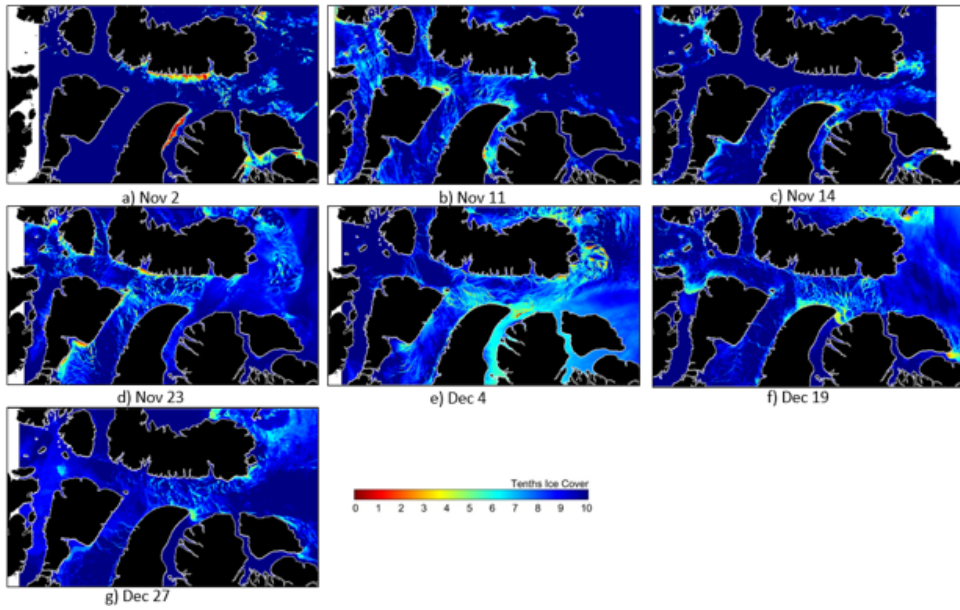 a) Nov 2
b) Nov 11
c) Nov 14
d) Nov 23
e) Dec 4
f) Dec 19
g) Dec 27
Tenths Ice Cover
0 1 2 3 4 5 6 7 8 9 10